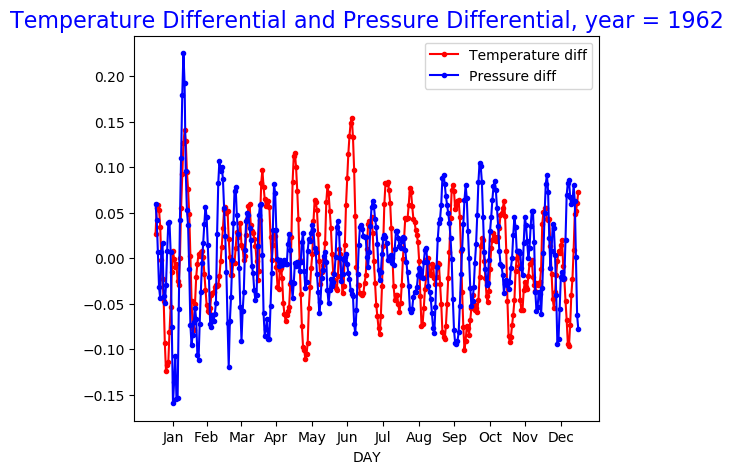 Temperature Differential and Pressure Differential, year = 1962
Temperature diff
Pressure diff
0.20
0.15
0.10
0.05
0.00
−0.05
−0.10
−0.15
Jan Feb Mar Apr May Jun Jul Aug Sep Oct Nov Dec
DAY